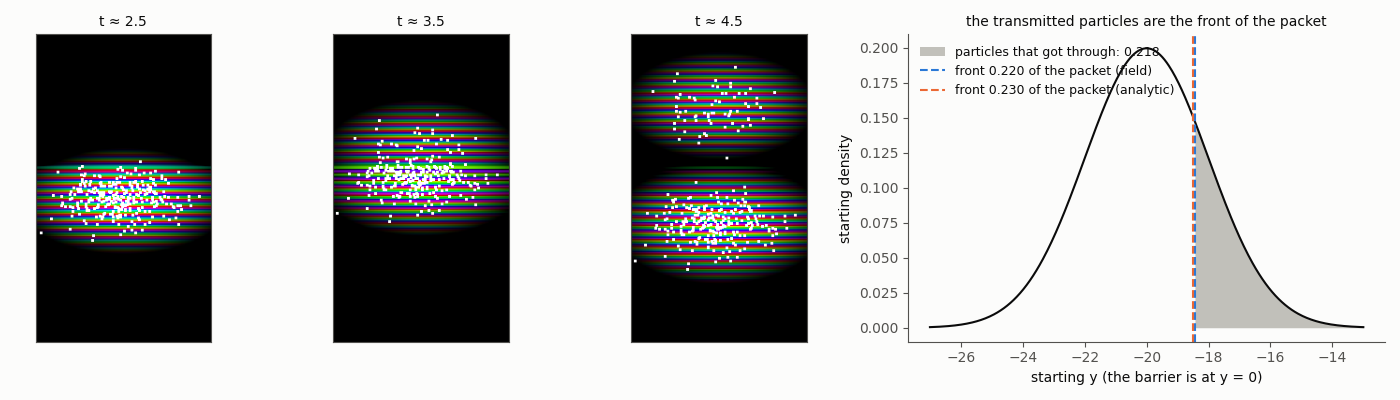 t ≈ 2.5
t ≈ 3.5
t ≈ 4.5
the transmitted particles are the front of the packet
particles that got through: 0.218
front 0.220 of the packet (field)
front 0.230 of the packet (analytic)
starting density
0.200
0.175
0.150
0.125
0.100
0.075
0.050
0.025
0.000
−26
−24
−22
−20
−18
−16
−14
starting y (the barrier is at y = 0)